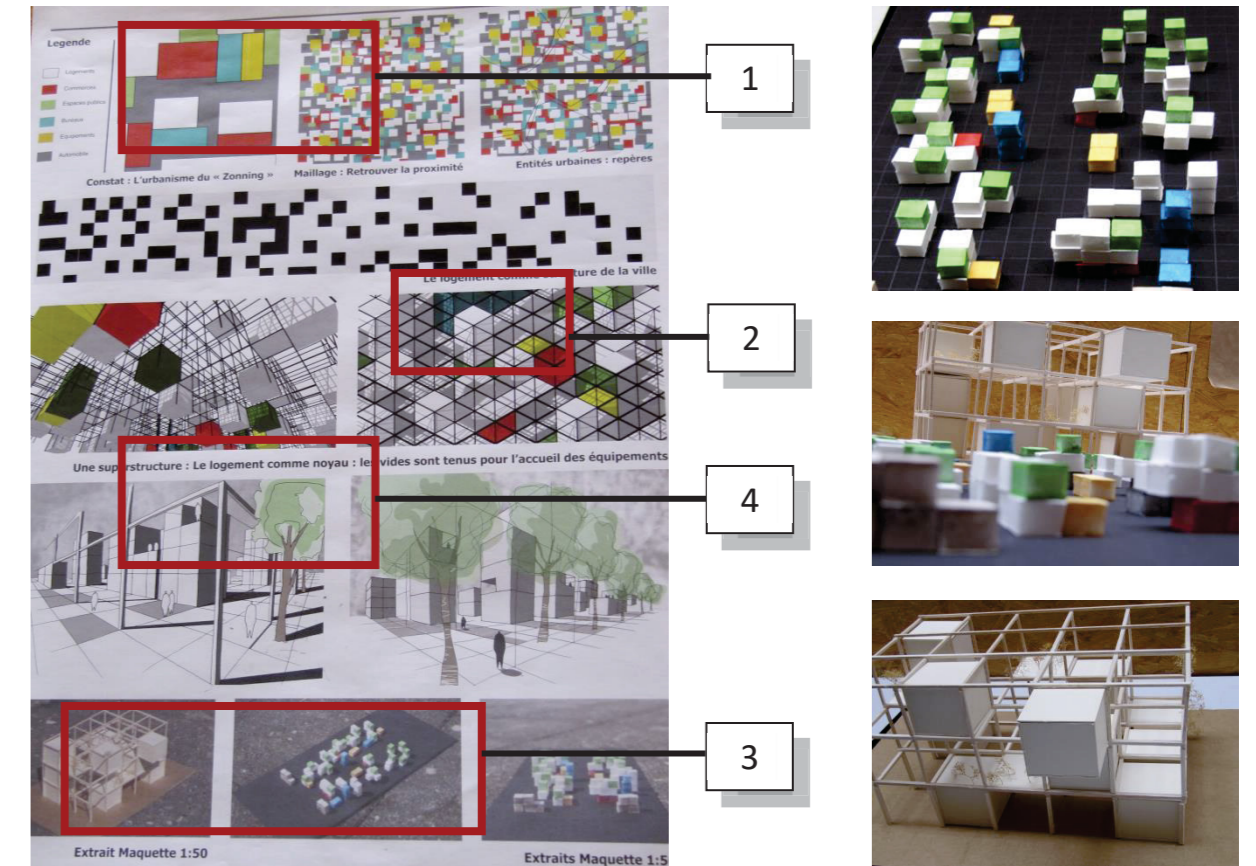 Legende
Logements
Commerces
Espaces publics
Bureaux
Equipements
Automobile
Constat : L'urbanisme du « Zonning »
Maillage : Retrouver la proximité
Entités urbaines : repères
Le logement comme structure de la ville
Une superstructure : Le logement comme noyau : les vides sont tenus pour l'accueil des équipements
Extrait Maquette 1:50
Extraits Maquette 1:5
1
2
4
3